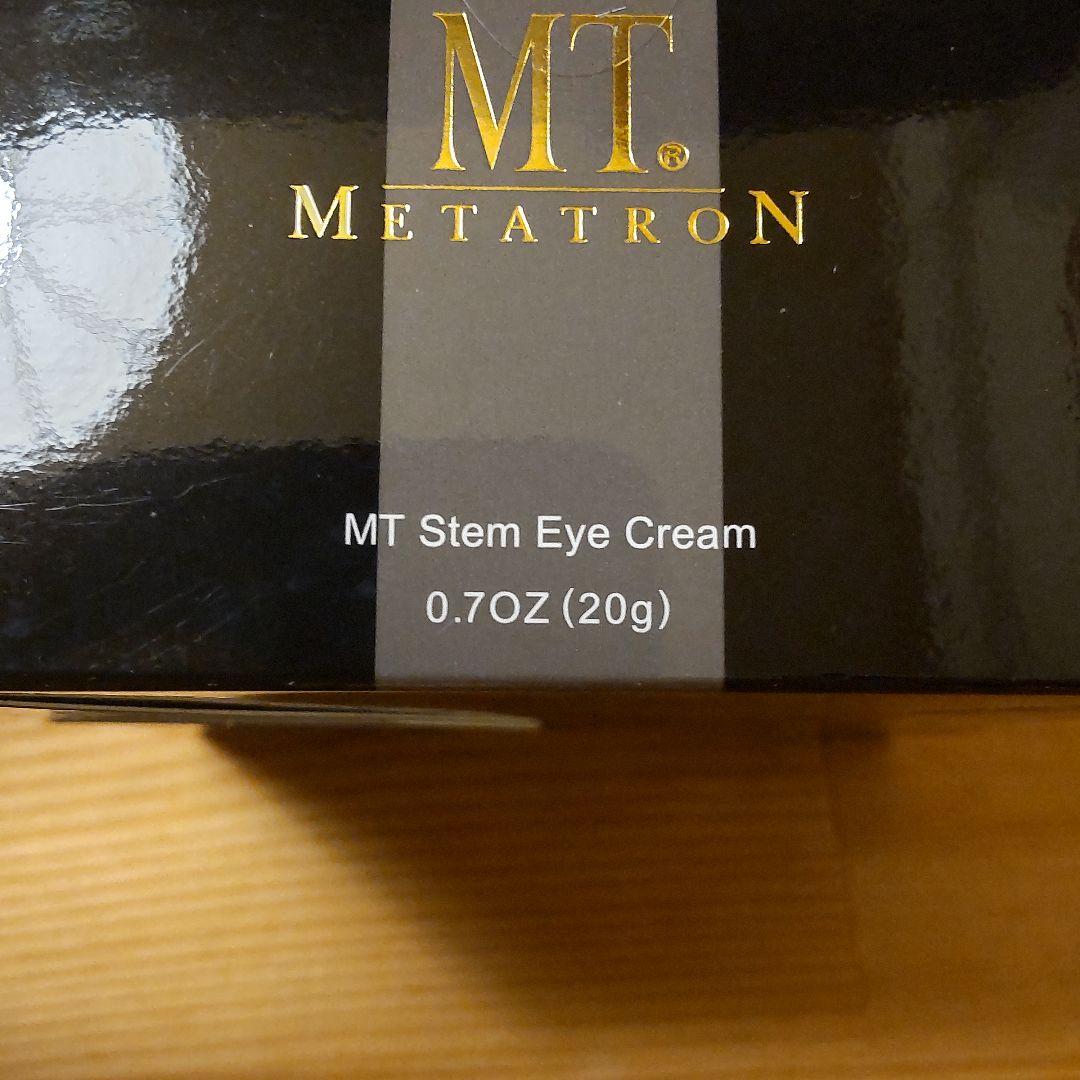 MT®
METATRON
MT Stem Eye Cream
0.7OZ (20g)